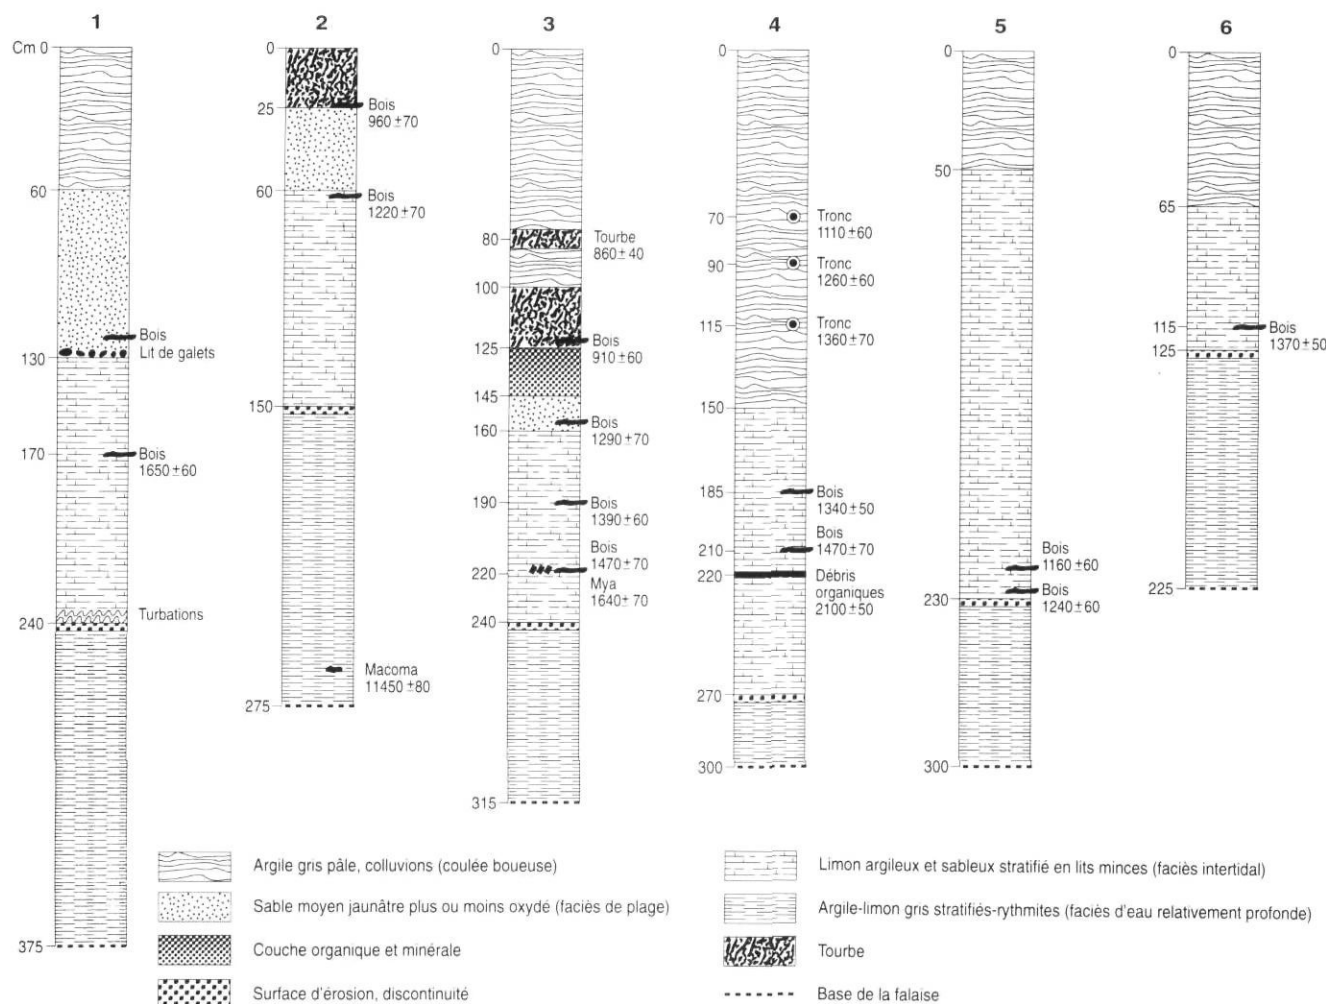 1
Cm 0
60
Bois
Lit de galets
130
170
Bois
1650±60
Turbations
240
375
2
0
25
Bois
960±70
60
Bois
1220±70
150
Macoma
11450±80
275
3
0
80
Tourbe
860±40
100
125
Bois
910±60
145
160
Bois
1290±70
190
Bois
1390±60
Bois
1470±70
220
Mya
1640±70
240
315
4
0
70
Tronc
1110±60
90
Tronc
1260±60
115
Tronc
1360±70
150
185
Bois
1340±50
210
Bois
1470±70
220
Débris
organiques
2100±50
270
300
5
0
50
Bois
1160±60
230
Bois
1240±60
300
6
0
65
115
Bois
1370±50
125
225
Argile gris pâle, colluvions (coulée boueuse)
Sable moyen jaunâtre plus ou moins oxydé (faciès de plage)
Couche organique et minérale
Surface d'érosion, discontinuité
Limon argileux et sableux stratifié en lits minces (faciès intertidal)
Argile-limon gris stratifiés-rythmites (faciès d'eau relativement profonde)
Tourbe
Base de la falaise